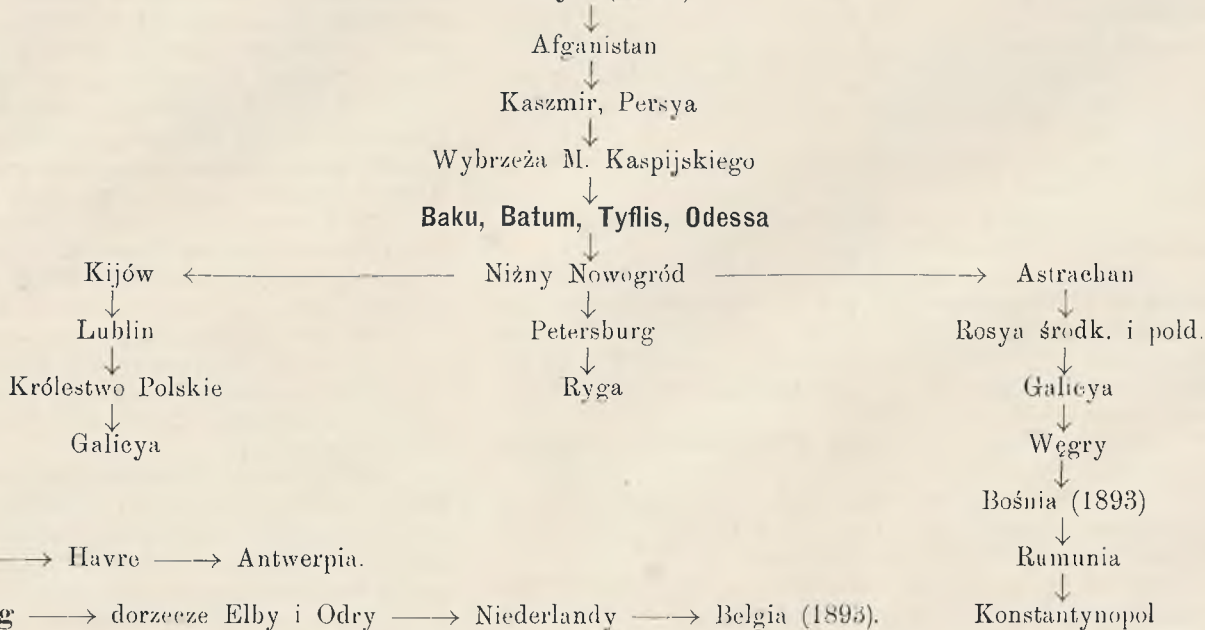 Afganistan
Kaszmir, Persya
Wybrzeża M. Kaspijskiego
Baku, Batum, Tyflis, Odessa
Kijów ← Niżny Nowogród → Astrachan
Lublin Petersburg Rosya środk. i połd.
Królestwo Polskie Ryga Galicya
Galicya Węgry
Bośnia (1893)
→ Havre → Antwerpia. Rumunia
g → dorzecze Elby i Odry → Niederlandy → Belgia (1893). Konstantynopol